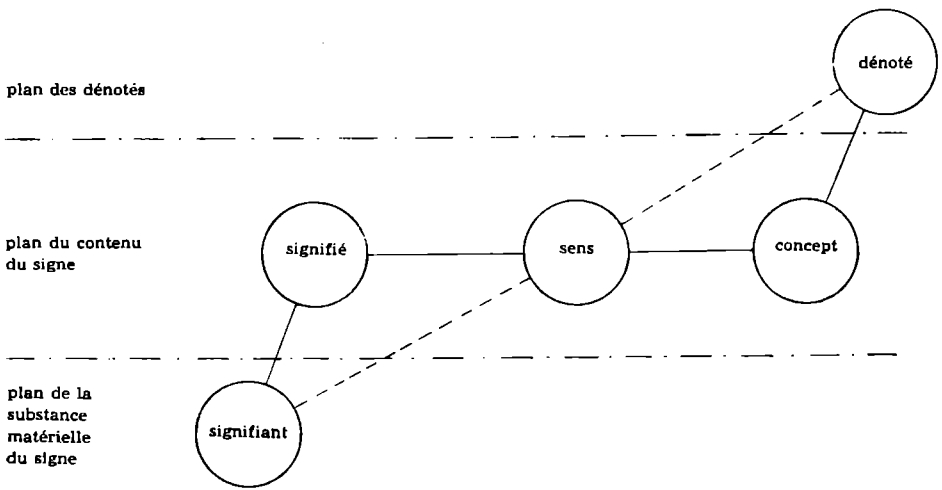 dénoté
plan des dénotés
plan du contenu
du signe
signifié
sens
concept
plan de la
substance
matérielle
du signe
signifiant